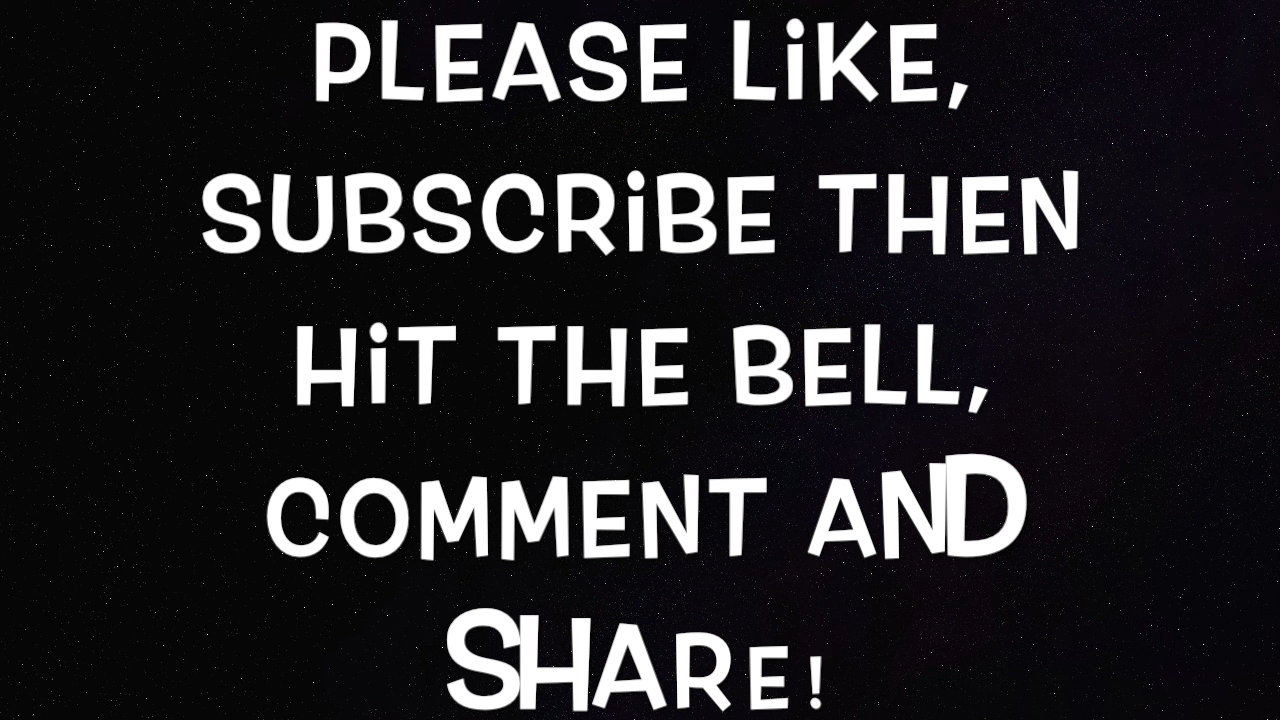 PLEASE LiKE,
SUBSCRiBE THEN
HiT THE BELL,
COMMENT AND
SHARE!